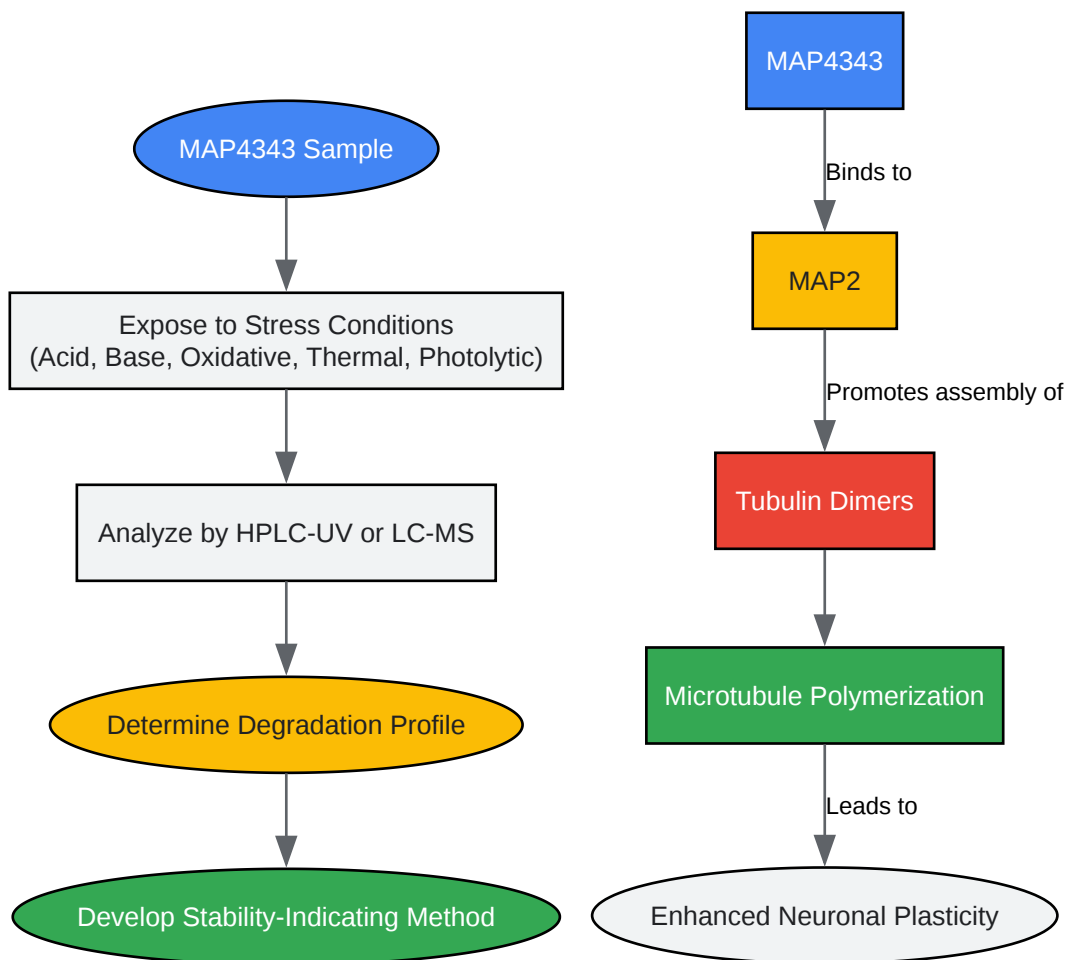 MAP4343 Sample
Expose to Stress Conditions
(Acid, Base, Oxidative, Thermal, Photolytic)
Analyze by HPLC-UV or LC-MS
Determine Degradation Profile
Develop Stability-Indicating Method
MAP4343
Binds to
MAP2
Promotes assembly of
Tubulin Dimers
Microtubule Polymerization
Leads to
Enhanced Neuronal Plasticity